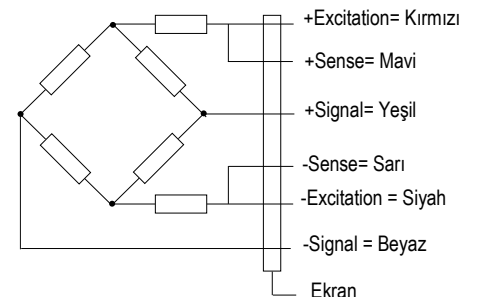 +Excitation= Kırmızı
+Sense= Mavi
+Signal= Yeşil
-Sense= Sarı
-Excitation = Siyah
-Signal = Beyaz
Ekran